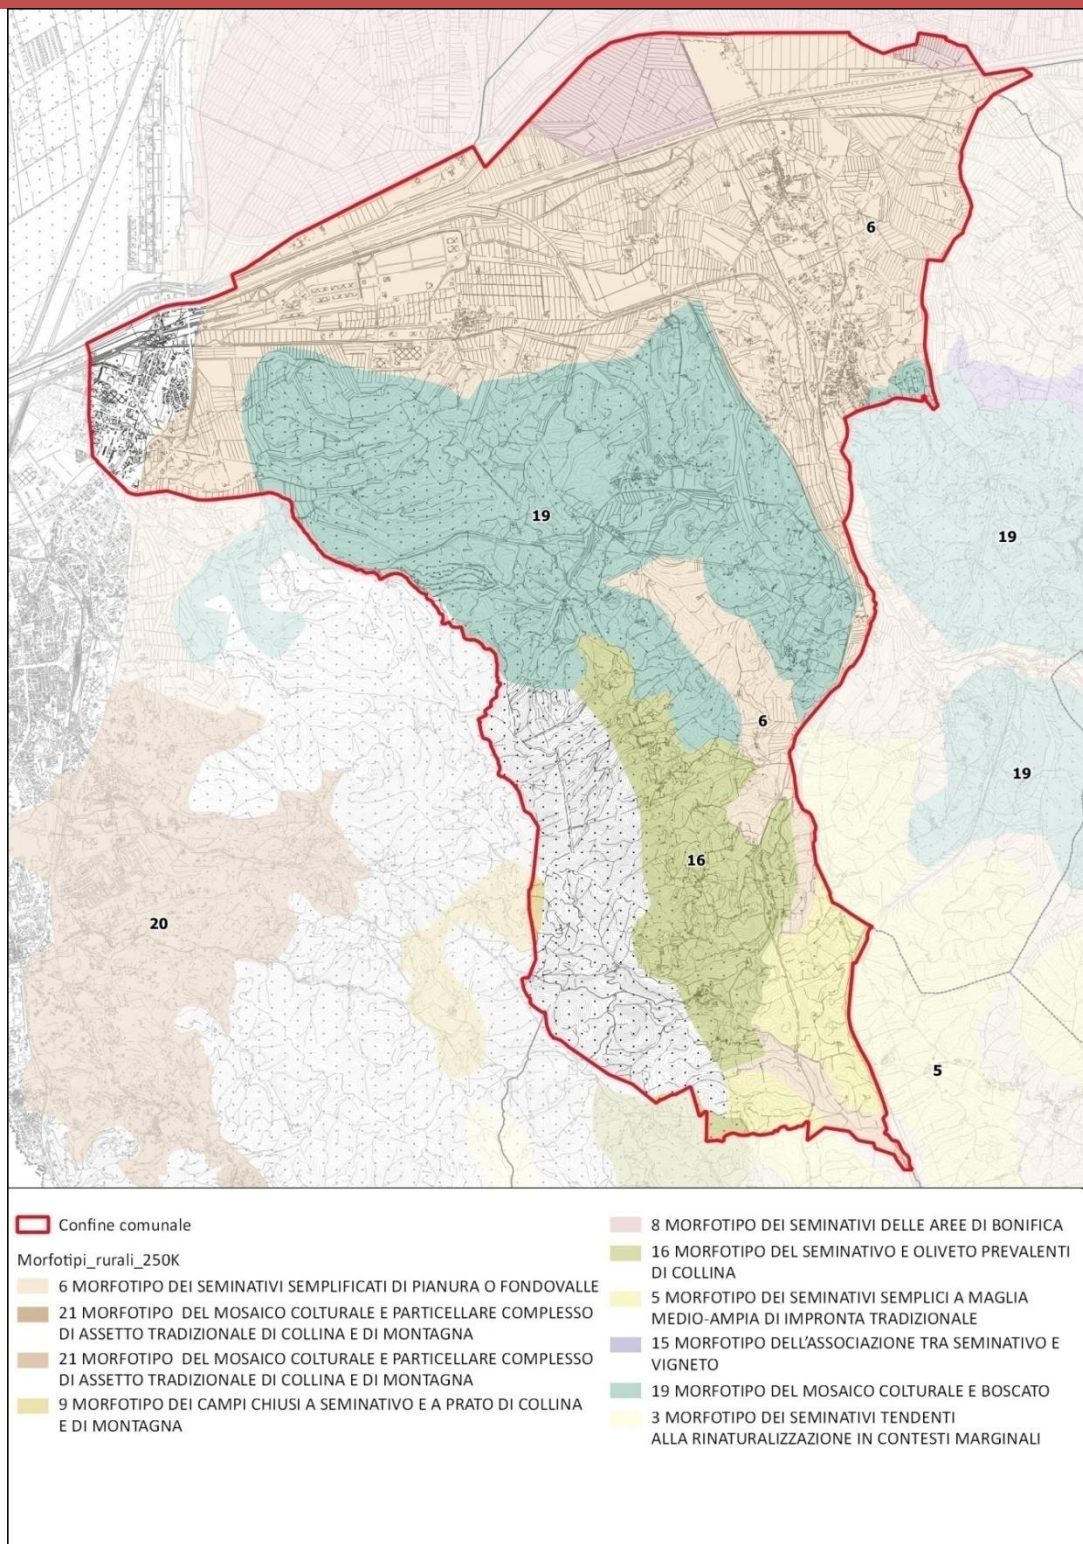 6
19
19
6
19
16
20
5
Confine comunale
Morfotipi_rurali_250K
6 MORFOTIPO DEI SEMINATIVI SEMPLIFICATI DI PIANURA O FONDOVALLE
21 MORFOTIPO DEL MOSAICO COLTURALE E PARTICELLARE COMPLESSO
DI ASSETTO TRADIZIONALE DI COLLINA E DI MONTAGNA
21 MORFOTIPO DEL MOSAICO COLTURALE E PARTICELLARE COMPLESSO
DI ASSETTO TRADIZIONALE DI COLLINA E DI MONTAGNA
9 MORFOTIPO DEI CAMPI CHIUSI A SEMINATIVO E A PRATO DI COLLINA
E DI MONTAGNA
8 MORFOTIPO DEI SEMINATIVI DELLE AREE DI BONIFICA
16 MORFOTIPO DEL SEMINATIVO E OLIVETO PREVALENTI
DI COLLINA
5 MORFOTIPO DEI SEMINATIVI SEMPLICI A MAGLIA
MEDIO-AMPIA DI IMPRONTA TRADIZIONALE
15 MORFOTIPO DELL'ASSOCIAZIONE TRA SEMINATIVO E
VIGNETO
19 MORFOTIPO DEL MOSAICO COLTURALE E BOSCATO
3 MORFOTIPO DEI SEMINATIVI TENDENTI
ALLA RINATURALIZZAZIONE IN CONTESTI MARGINALI